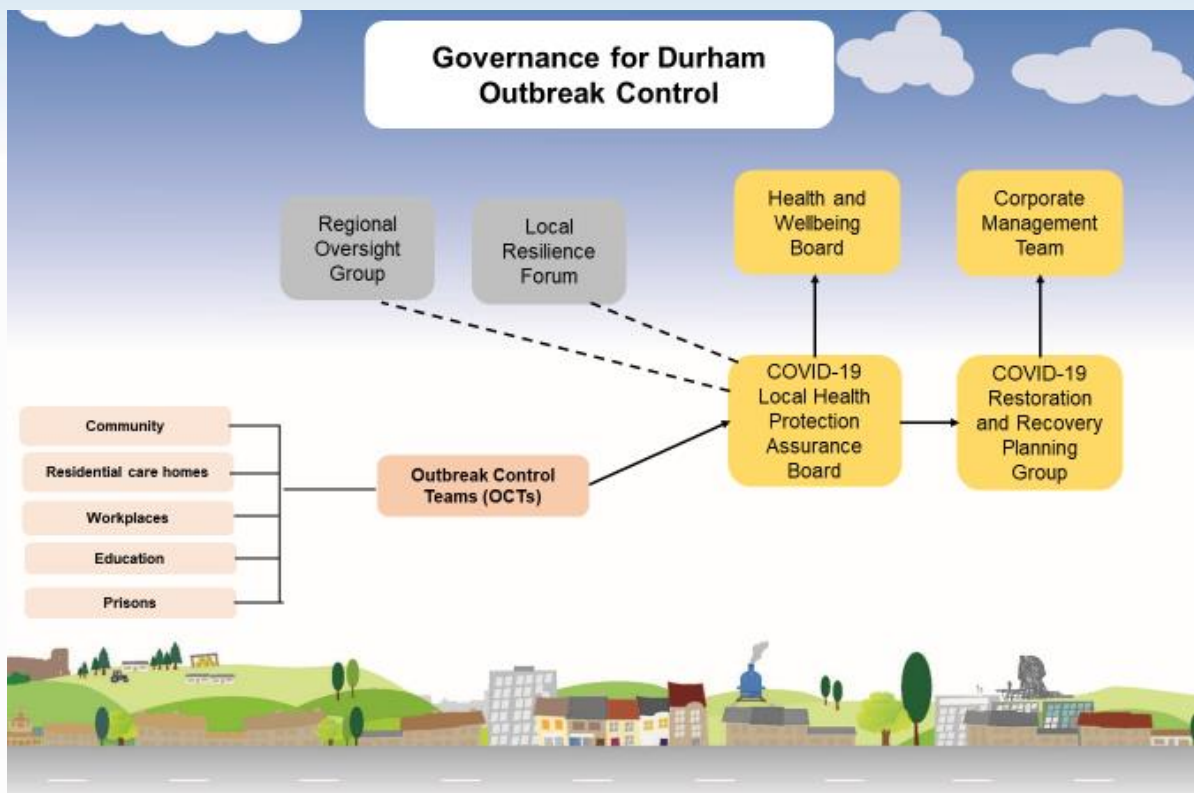 Governance for Durham
Outbreak Control
Regional
Oversight
Group
Local
Resilience
Forum
Health and
Wellbeing
Board
Corporate
Management
Team
COVID-19
Local Health
Protection
Assurance
Board
COVID-19
Restoration
and Recovery
Planning
Group
Community
Residential care homes
Workplaces
Education
Prisons
Outbreak Control
Teams (OCTs)